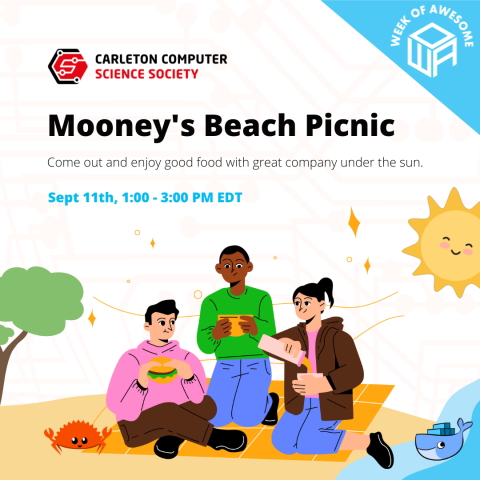 WEEK OF AWESOME
WA
CARLETON COMPUTER
SCIENCE SOCIETY
Mooney's Beach Picnic
Come out and enjoy good food with great company under the sun.
Sept 11th, 1:00 - 3:00 PM EDT